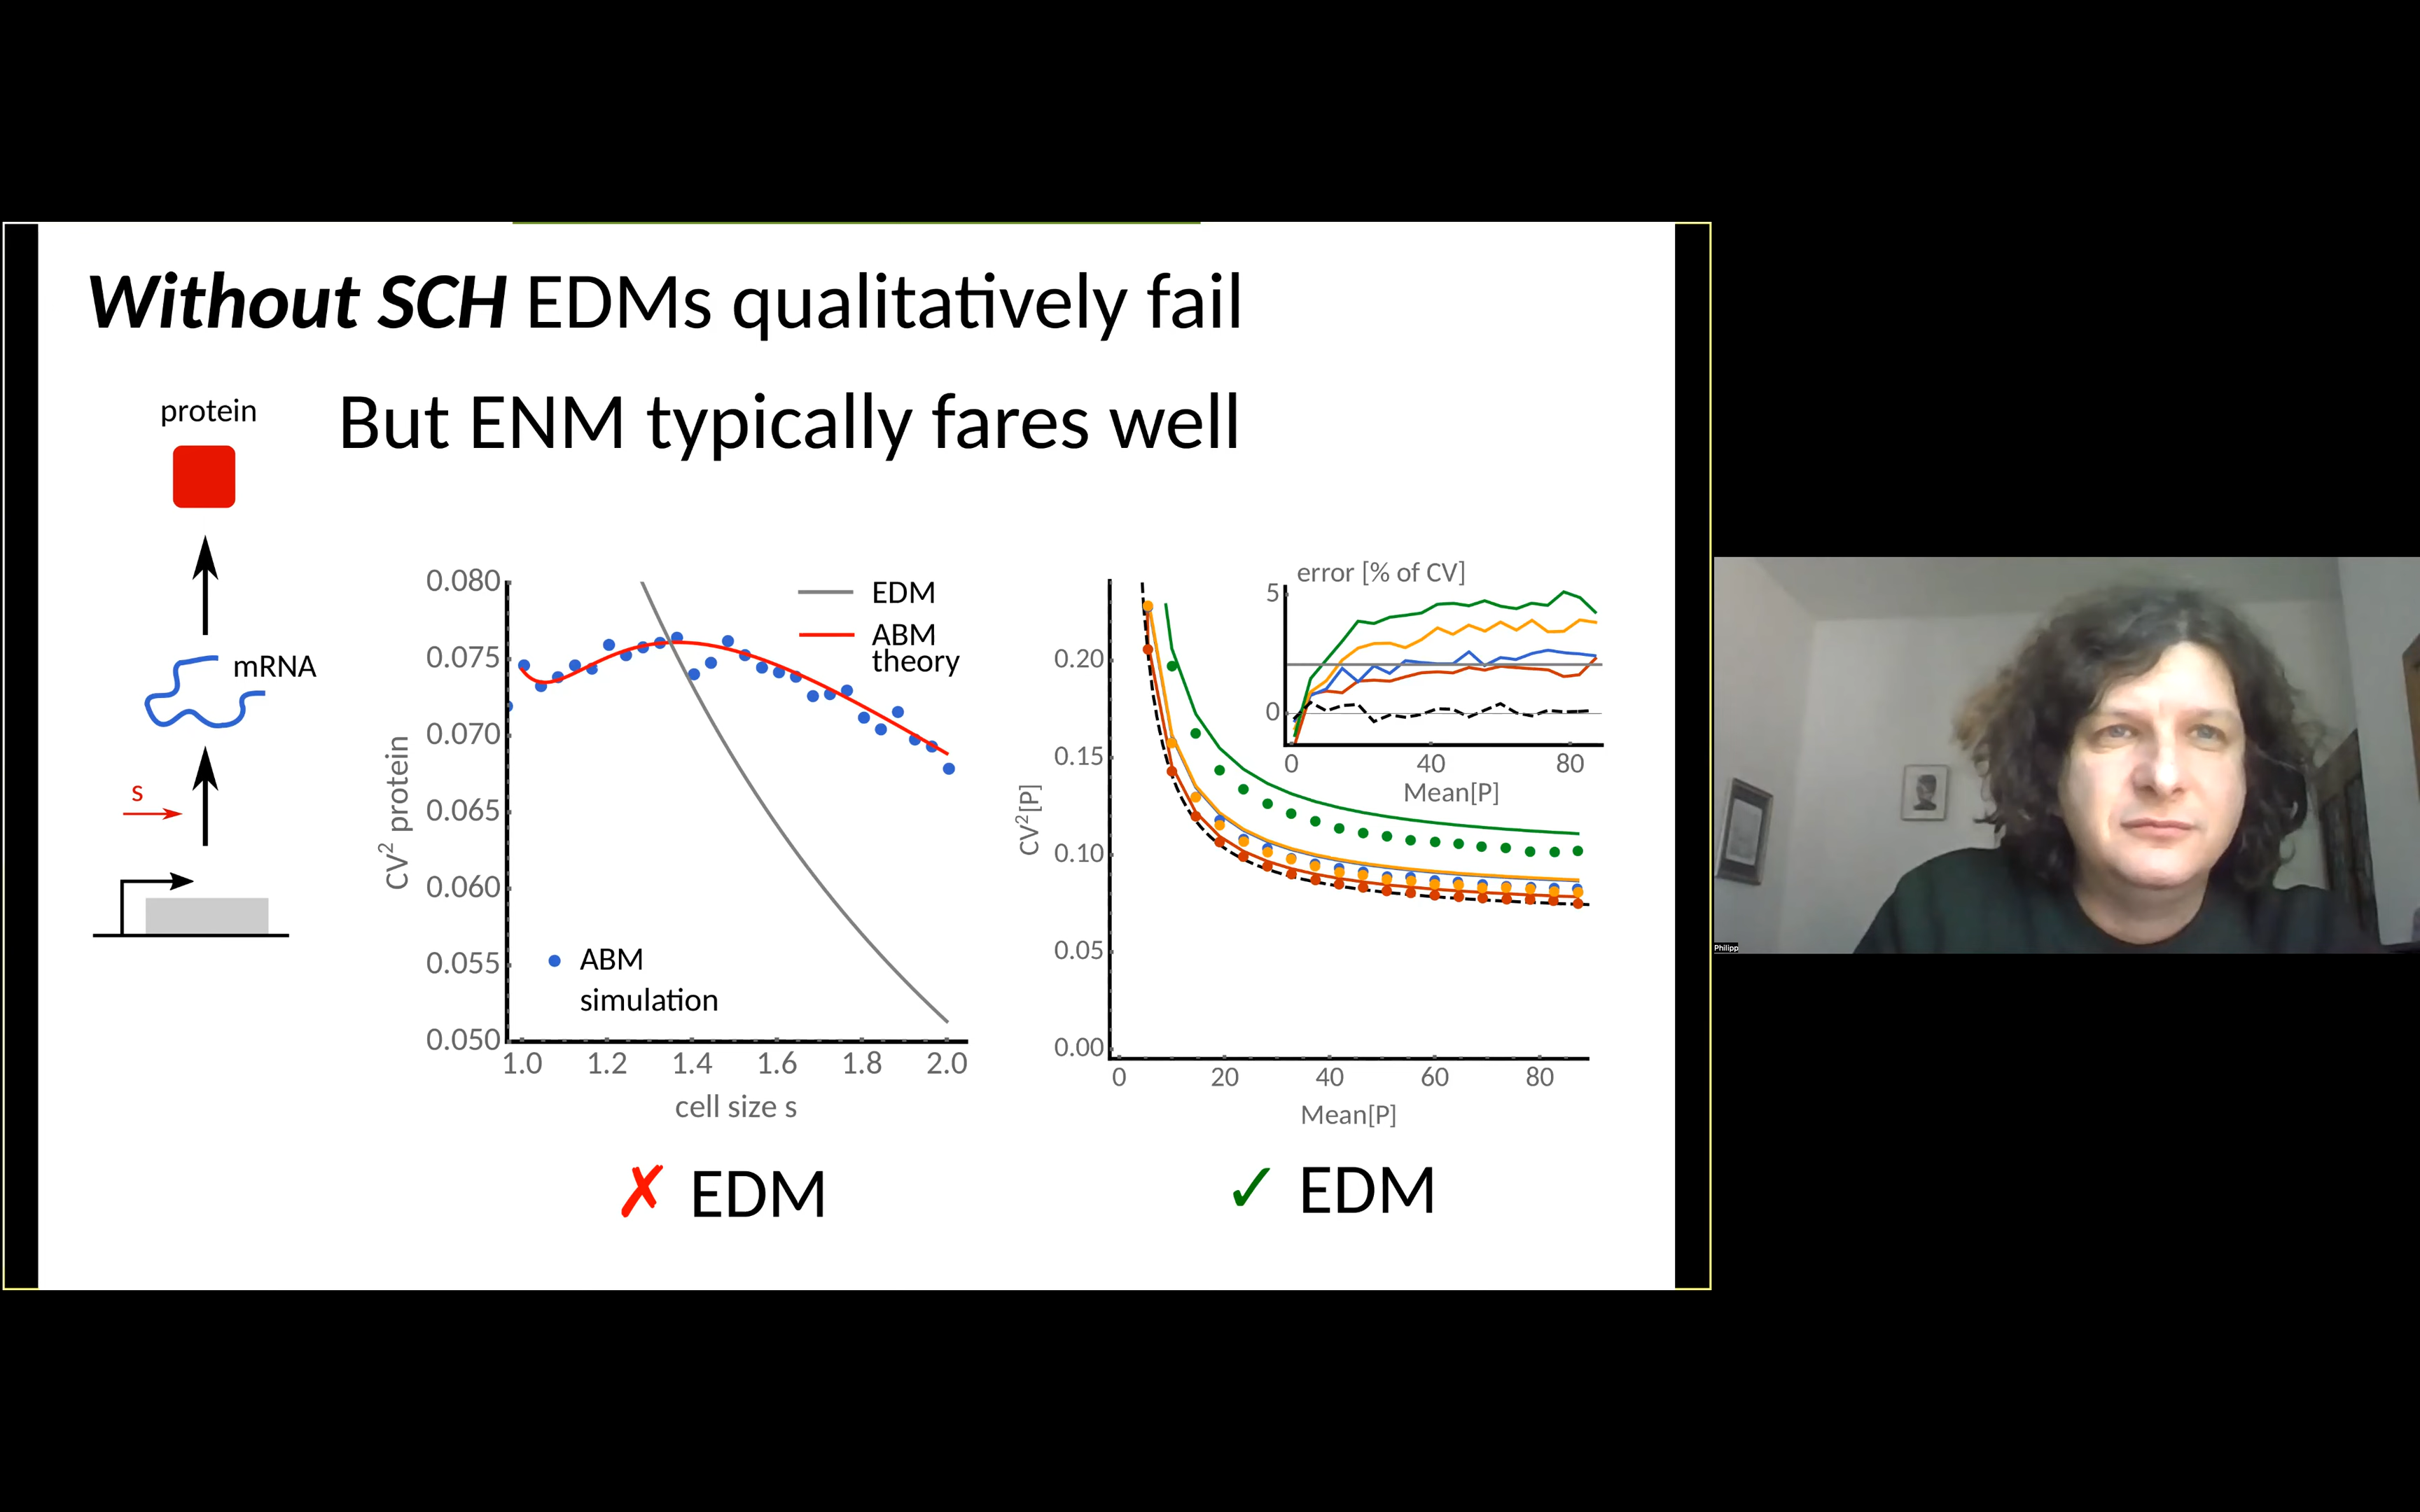 Without SCH EDMs qualitatively fail
But ENM typically fares well
protein
mRNA
s
0.080
0.075
0.070
0.065
0.060
0.055
0.050
CV² protein
EDM
ABM
theory
ABM
simulation
1.0 1.2 1.4 1.6 1.8 2.0
cell size s
✗ EDM
error [% of CV]
5
0
0 40 80
Mean[P]
0.20
0.15
0.10
0.05
0.00
CV²[P]
0 20 40 60 80
Mean[P]
✓ EDM
Philipp